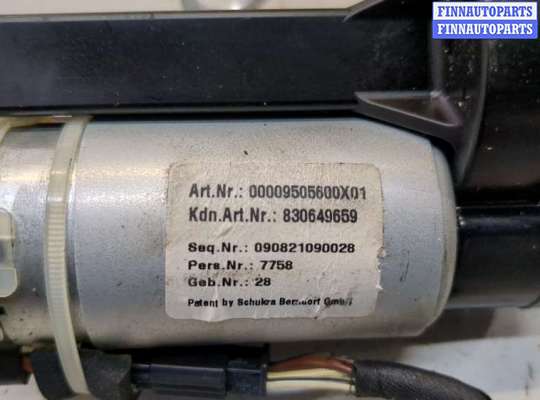 FINNAUTOPARTS
FINNAUTOPARTS
Art.Nr.: 00009505600X01
Kdn.Art.Nr.: 830649659
Seq.Nr.: 090821090028
Pers.Nr.: 7758
Geb.Nr.: 28
Patent by Schukra Berndorf GmbH